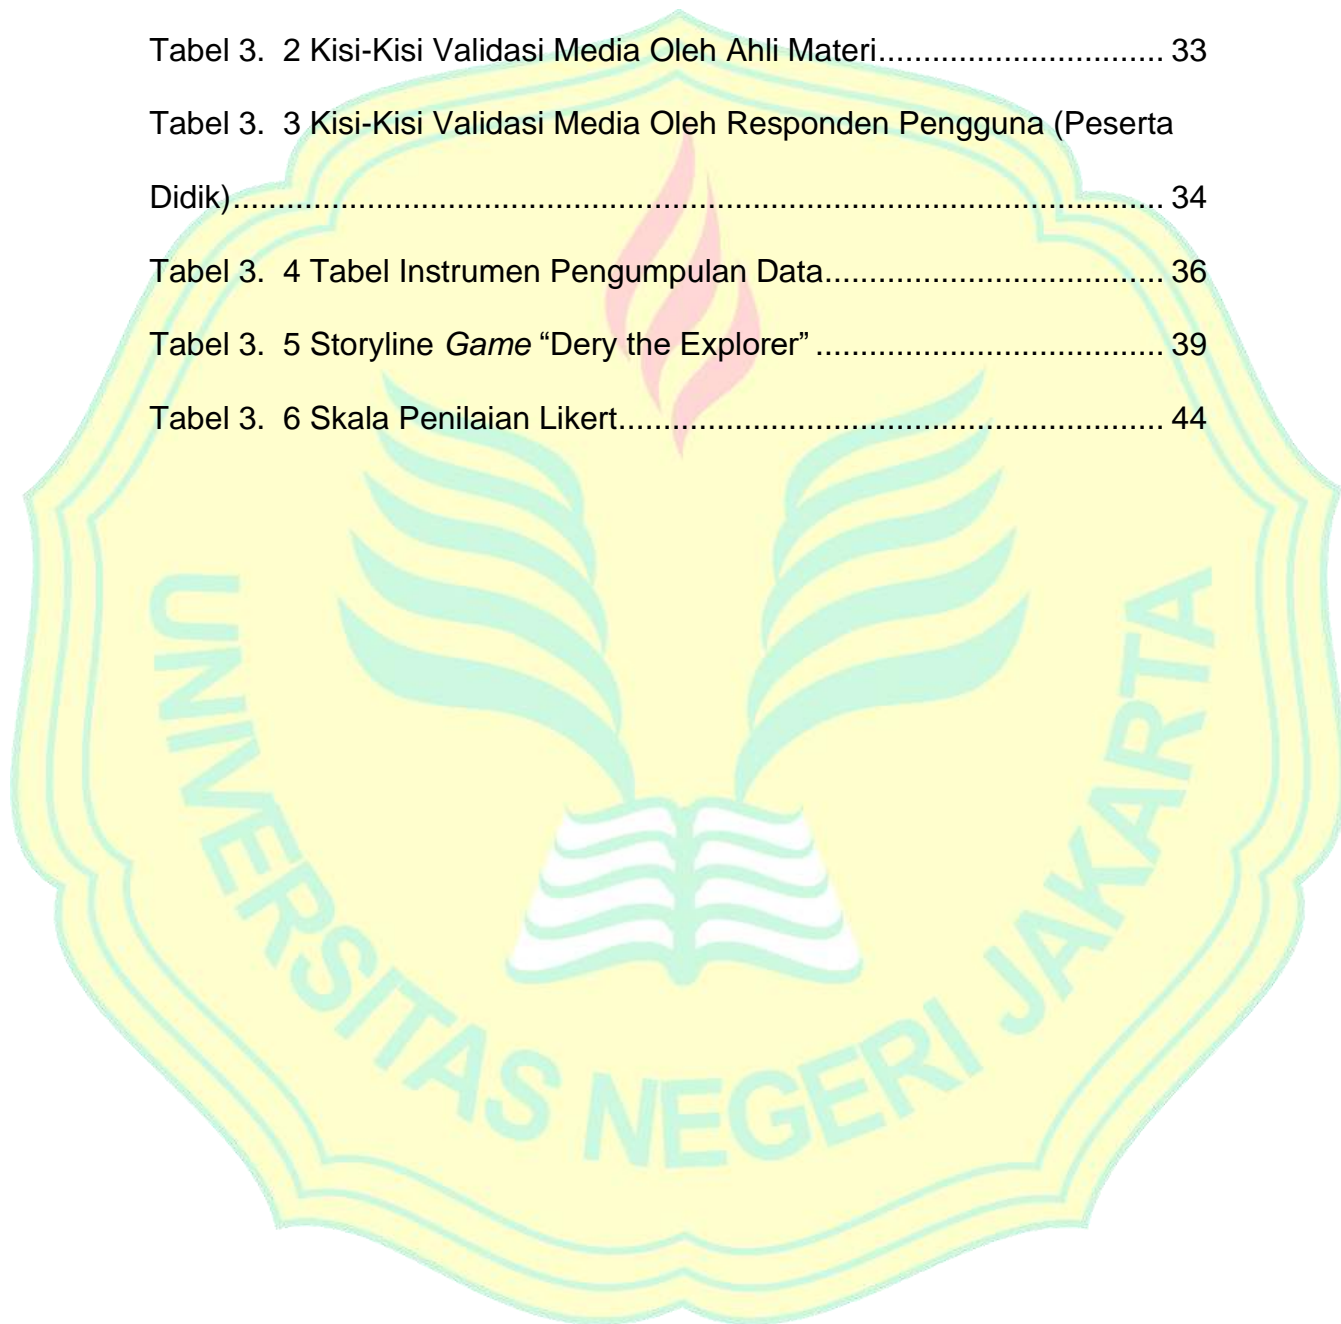 Tabel 3.  2 Kisi-Kisi Validasi Media Oleh Ahli Materi................................ 33
Tabel 3.  3 Kisi-Kisi Validasi Media Oleh Responden Pengguna (Peserta
Didik)........................................................................................................ 34
Tabel 3.  4 Tabel Instrumen Pengumpulan Data...................................... 36
Tabel 3.  5 Storyline Game “Dery the Explorer” ....................................... 39
Tabel 3.  6 Skala Penilaian Likert............................................................. 44
UNIVERSITAS NEGERI JAKARTA